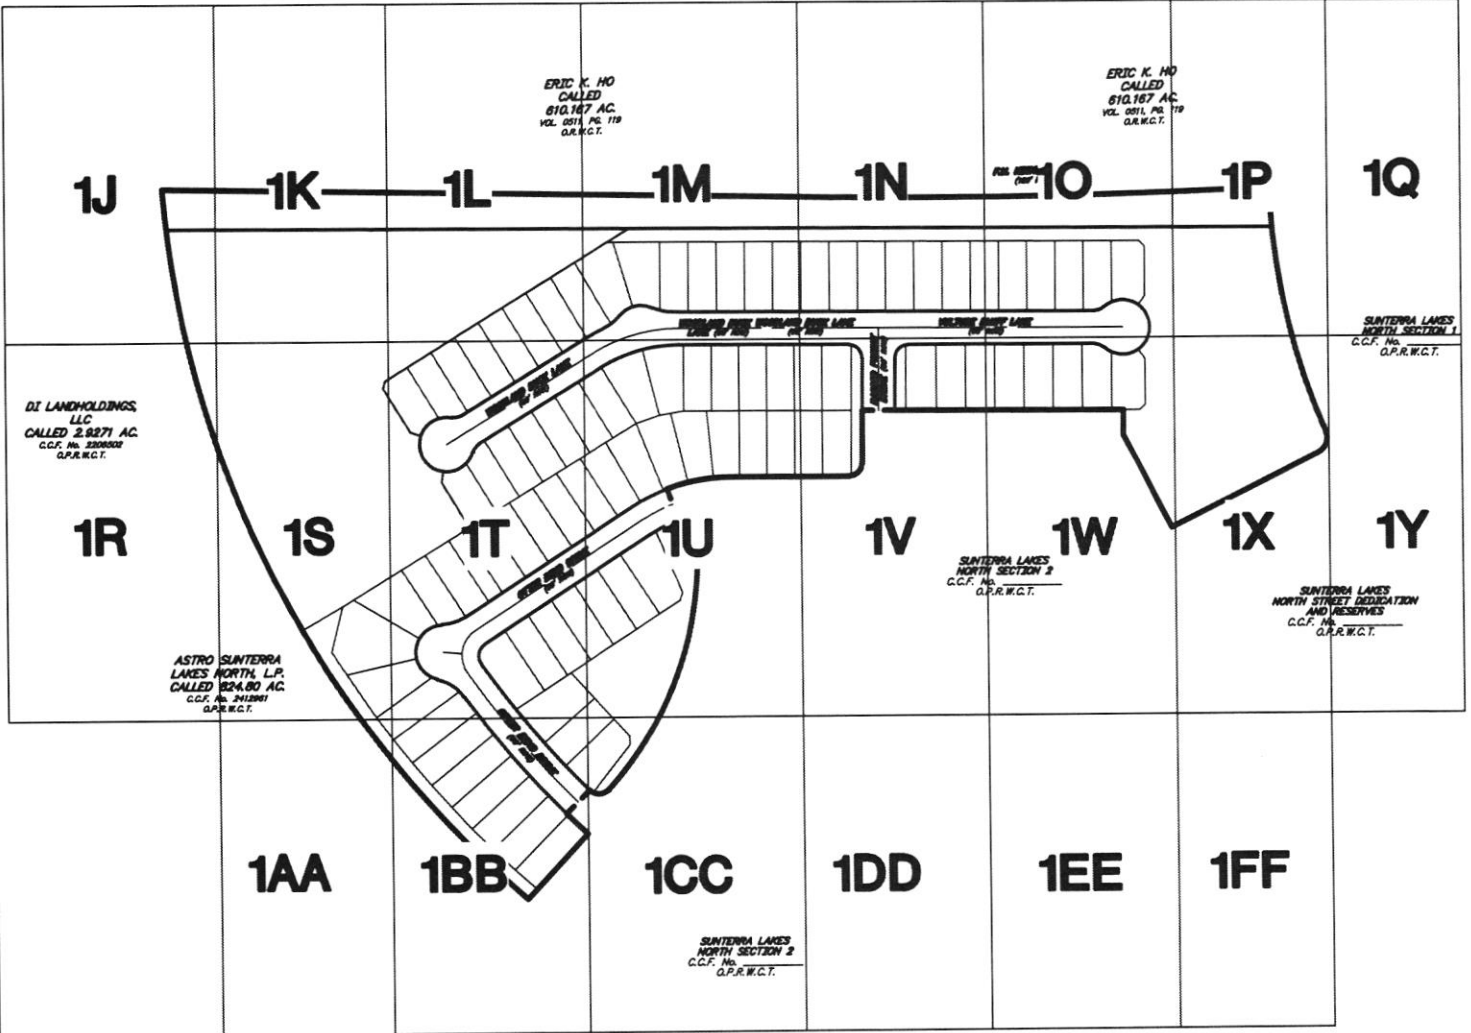 ERIC K. HO
CALLED
610.167 AC.
VOL. 0511, PG. 119
O.P.R.W.C.T.
ERIC K. HO
CALLED
610.167 AC.
VOL. 0511, PG. 119
O.P.R.W.C.T.
1J
1K
1L
1M
1N
1O
1P
1Q
SUNTERRA LAKES
NORTH SECTION 1
C.C.F. No.
O.P.R.W.C.T.
DI LANDHOLDINGS,
LLC
CALLED 2.9271 AC.
C.C.F. No.
O.P.R.W.C.T.
1R
1S
1T
1U
1V
1W
1X
1Y
SUNTERRA LAKES
NORTH SECTION 2
C.C.F. No.
O.P.R.W.C.T.
SUNTERRA LAKES
NORTH STREET DEDICATION
AND RESERVES
C.C.F. No.
O.P.R.W.C.T.
ASTRO SUNTERRA
LAKES NORTH, L.P.
CALLED 824.60 AC.
C.C.F. No.
O.P.R.W.C.T.
1AA
1BB
1CC
1DD
1EE
1FF
SUNTERRA LAKES
NORTH SECTION 2
C.C.F. No.
O.P.R.W.C.T.